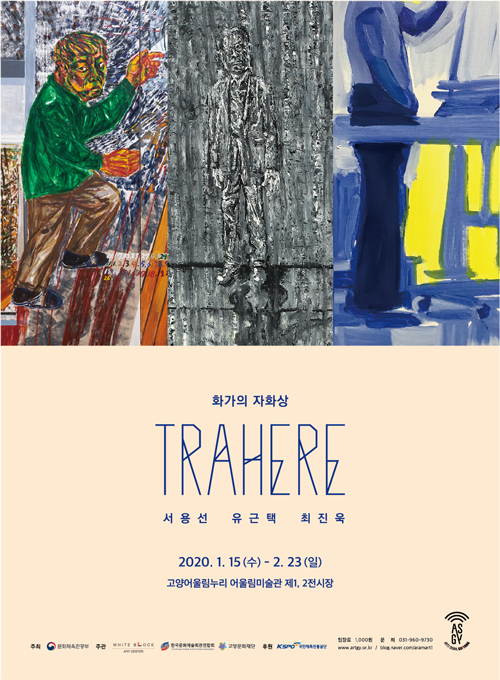 화가의 자화상
TRAHERE
서용선 유근택 최진욱
2020. 1. 15(수) - 2. 23(일)
고양어울림누리 어울림미술관 제1, 2전시장
ASGY
주최 문화체육관광부 주관 WHITE BLOCK ART CENTER 한국문화예술회관연합회 고양문화재단 후원 KSPO 국민체육진흥공단
입장료 1,000원 문 의 031-960-9730
www.artgy.or.kr / blog.naver.com/aramart1